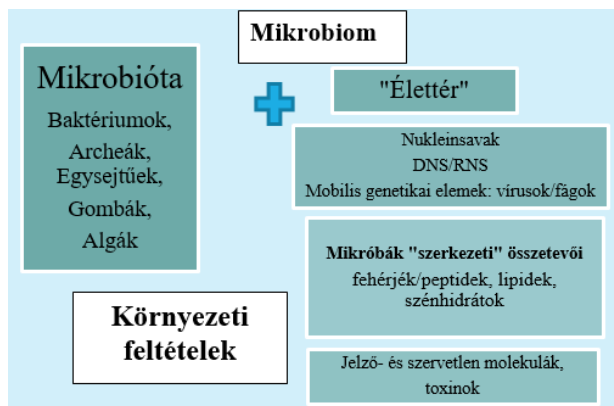 Mikrobiom
Mikrobióta
Baktériumok,
Archeák,
Egysejtűek,
Gombák,
Algák
"Élettér"
Nukleinsavak
DNS/RNS
Mobilis genetikai elemek: vírusok/fágok
Mikróbák "szerkezeti" összetevői
fehérjék/peptidek, lipidek,
szénhidrátok
Jelző- és szervetlen molekulák,
toxinok
Környezeti
feltételek